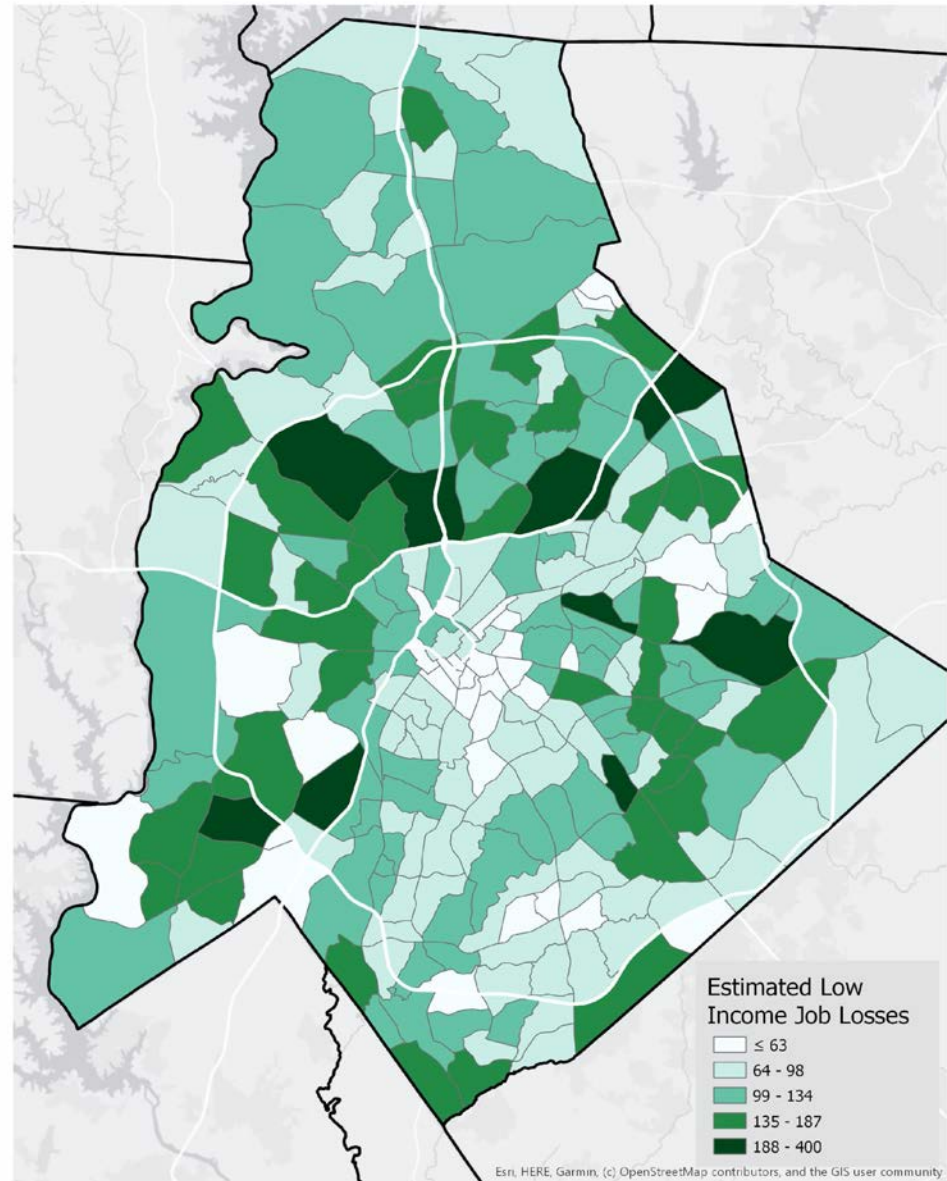 Estimated Low
Income Job Losses
≤ 63
64 - 98
99 - 134
135 - 187
188 - 400
Esri, HERE, Garmin, (c) OpenStreetMap contributors, and the GIS user community